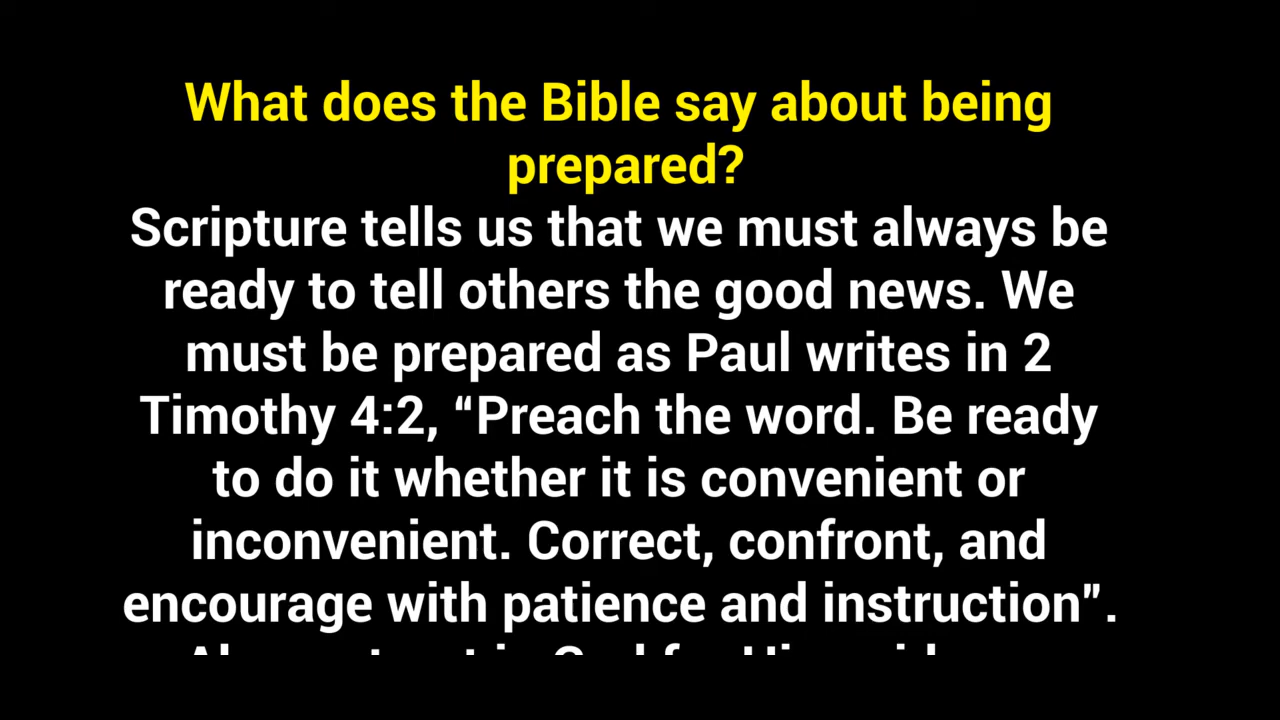 What does the Bible say about being
prepared?
Scripture tells us that we must always be
ready to tell others the good news. We
must be prepared as Paul writes in 2
Timothy 4:2, “Preach the word. Be ready
to do it whether it is convenient or
inconvenient. Correct, confront, and
encourage with patience and instruction".